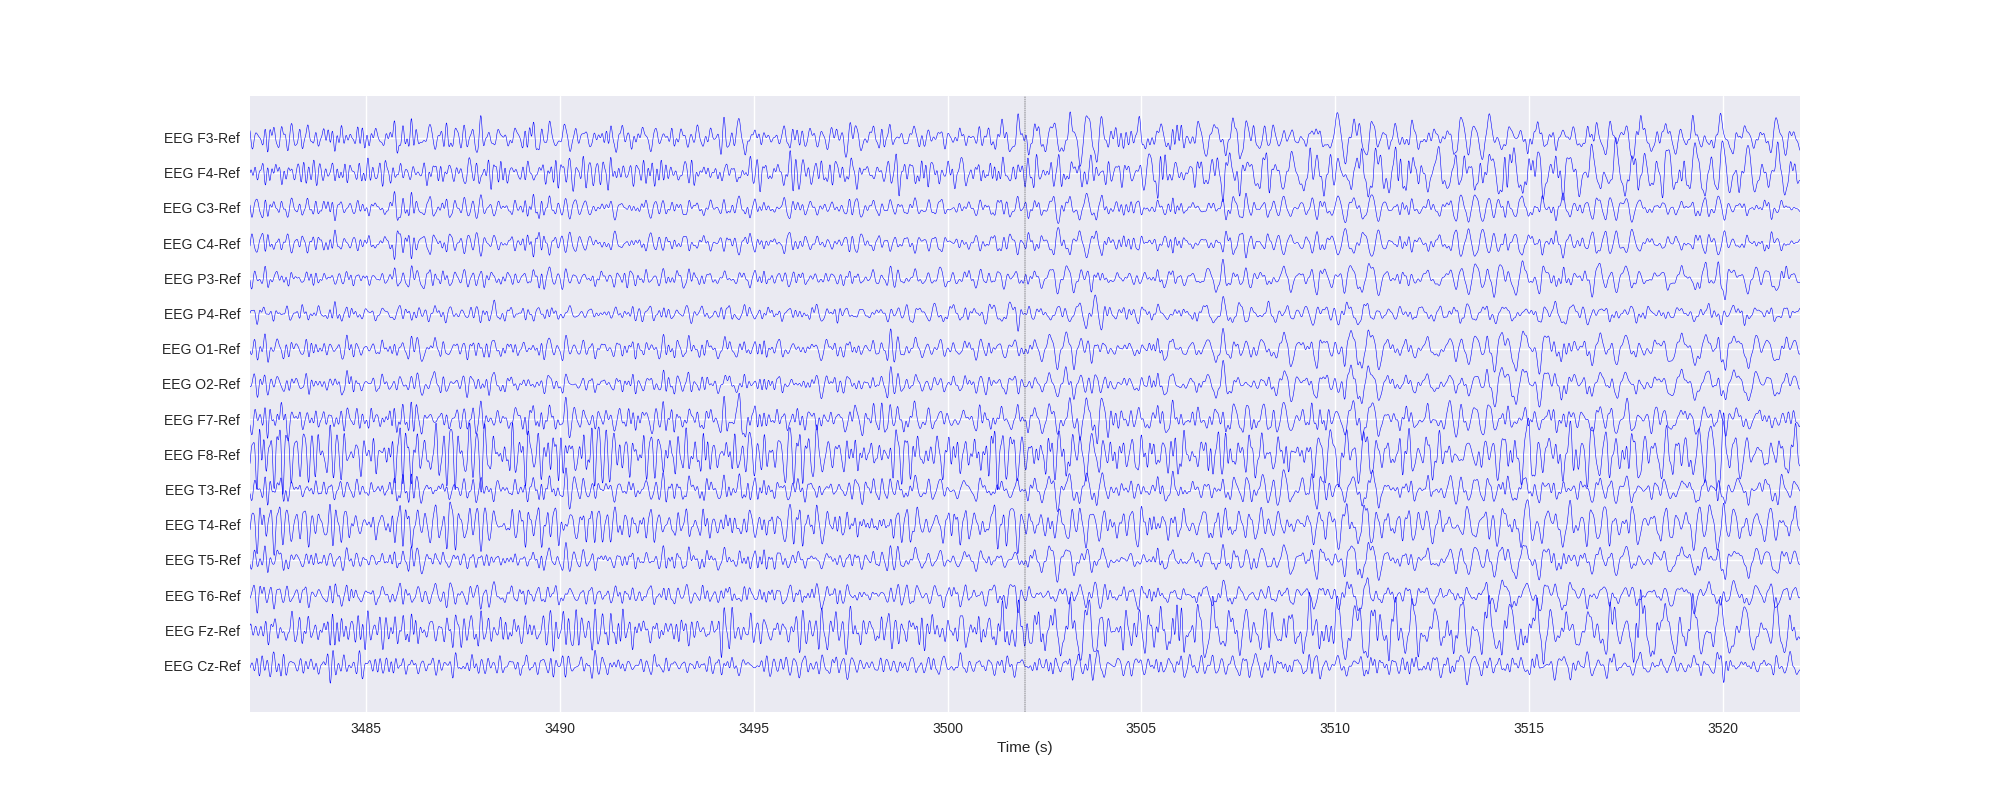 EEG F3-Ref
EEG F4-Ref
EEG C3-Ref
EEG C4-Ref
EEG P3-Ref
EEG P4-Ref
EEG O1-Ref
EEG O2-Ref
EEG F7-Ref
EEG F8-Ref
EEG T3-Ref
EEG T4-Ref
EEG T5-Ref
EEG T6-Ref
EEG Fz-Ref
EEG Cz-Ref
3485 3490 3495 3500 3505 3510 3515 3520
Time (s)